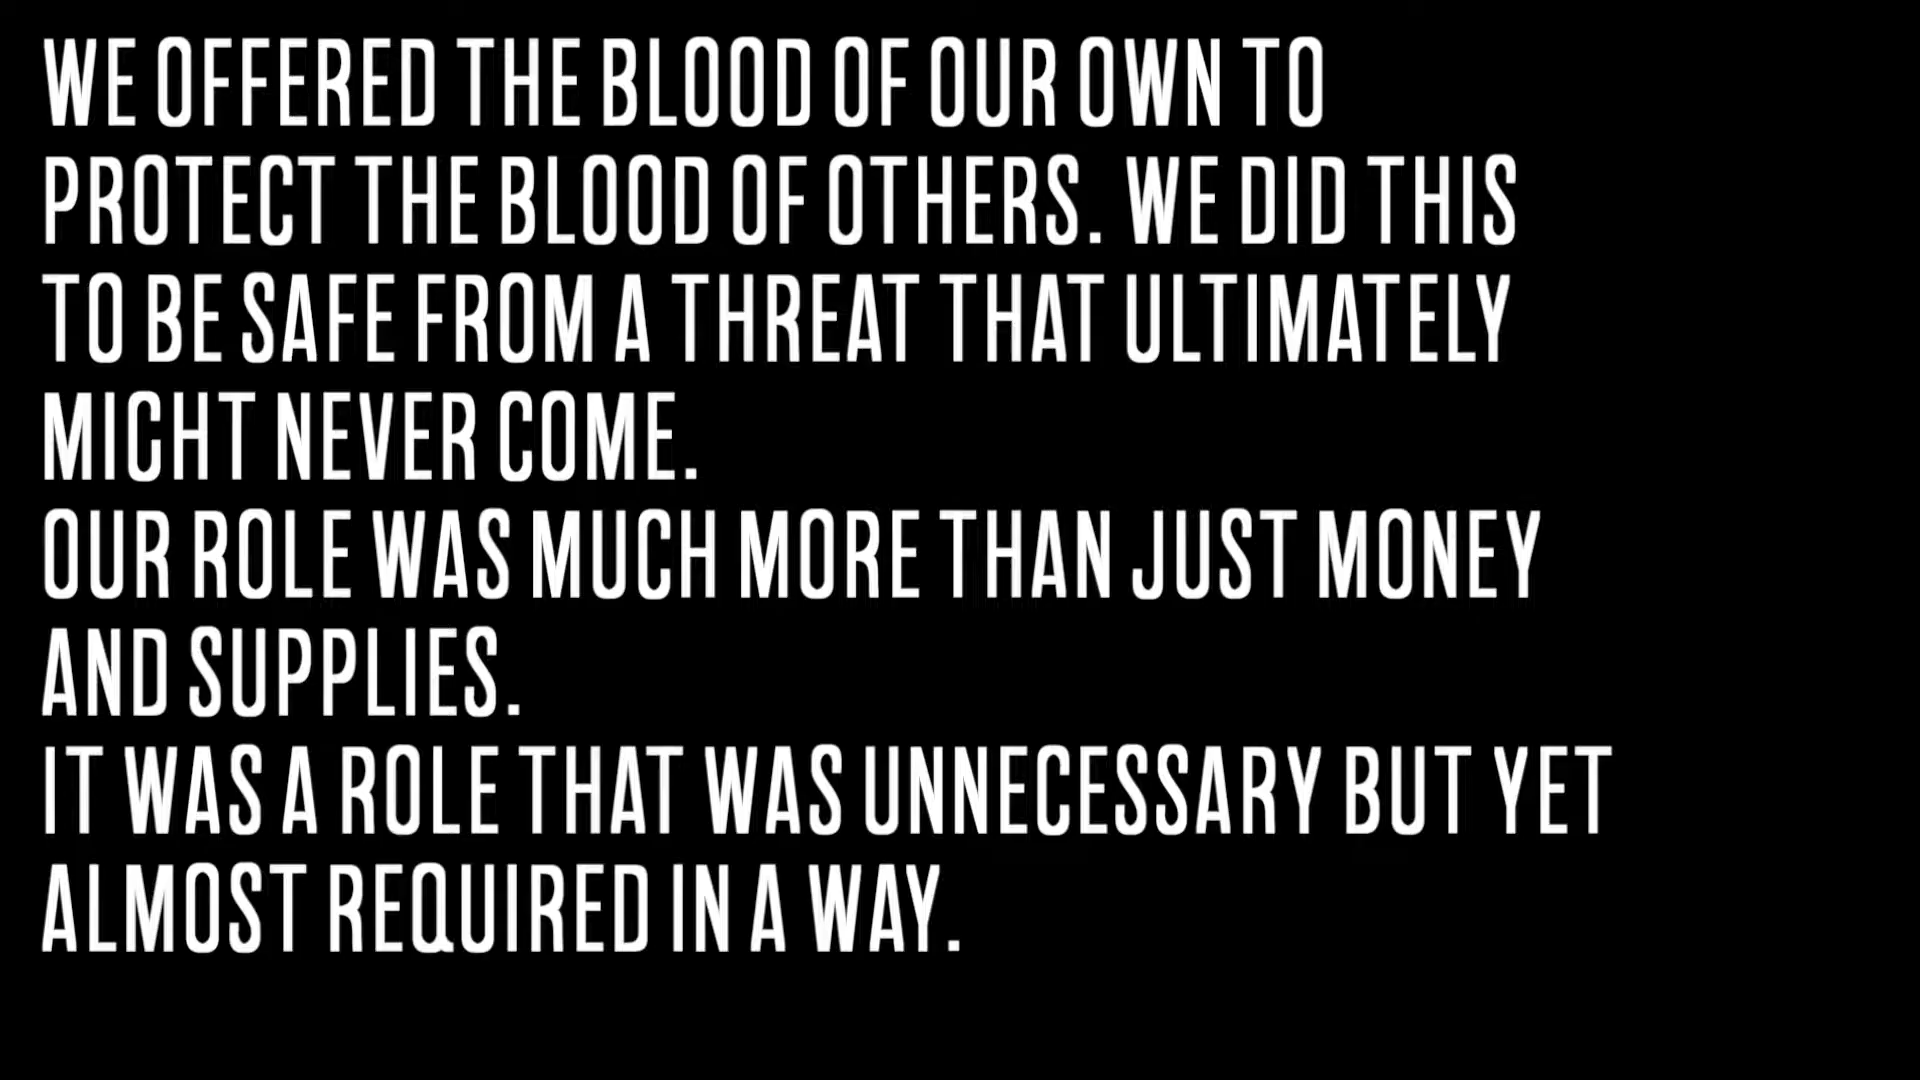 WE OFFERED THE BLOOD OF OUR OWN TO
PROTECT THE BLOOD OF OTHERS. WE DID THIS
TO BE SAFE FROM A THREAT THAT ULTIMATELY
MICHT NEVER COME.
OUR ROLE WAS MUCH MORE THAN JUST MONEY
AND SUPPLIES.
IT WAS A ROLE THAT WAS UNNECESSARY BUT YET
ALMOST REQUIRED IN A WAY.